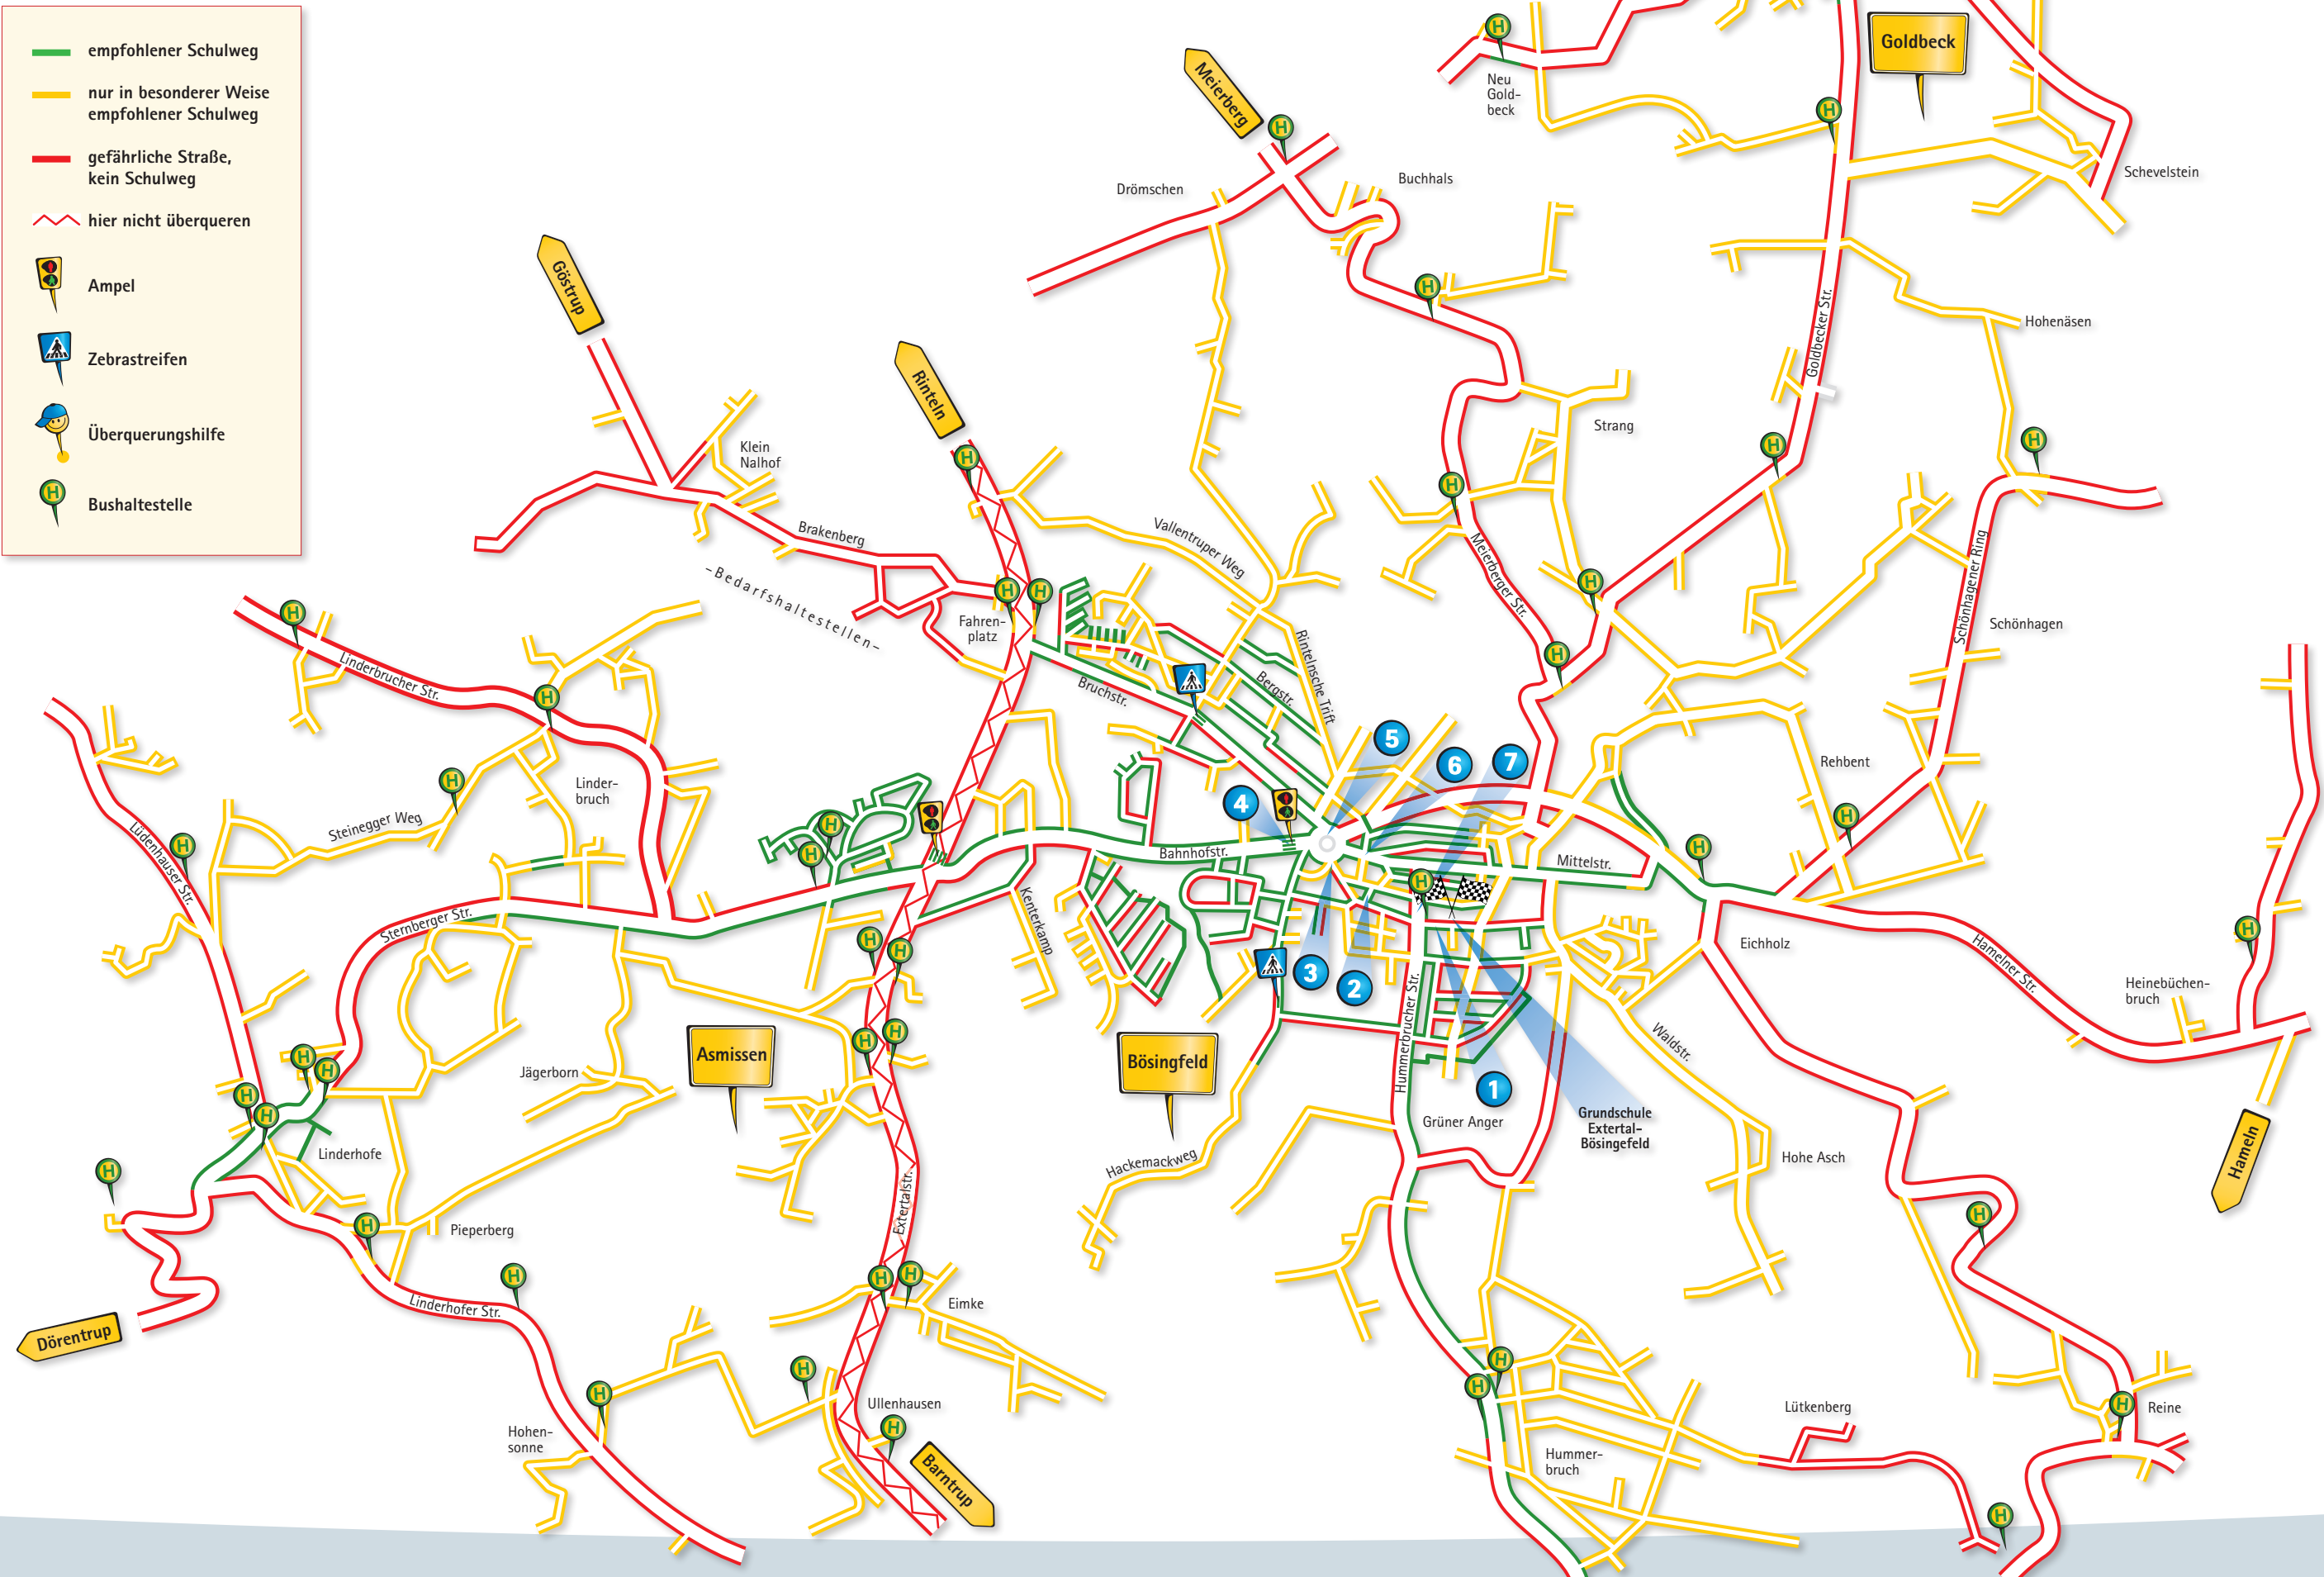 empfohlener Schulweg
nur in besonderer Weise
empfohlener Schulweg
gefährliche Straße,
kein Schulweg
hier nicht überqueren
Ampel
Zebrastreifen
Überquerungshilfe
H
Bushaltestelle
Goldbeck
Neu
Gold-
beck
Meierberg
Drömschen
Buchhals
Schevelstein
Göstrup
Rinteln
Goldbecker Str.
Hohenäsen
Klein
Nalhof
Strang
Brakenberg
Vallentruper Weg
Meierberger Str.
-Bedarfshaltestellen-
Fahren-
platz
Schönhagener Ring
Schönhagen
Linderbrucher Str.
Bruchstr.
Bergstr.
Rintelnsche Trift
5
6
7
4
Linder-
bruch
Rehbent
Steinegger Weg
Lüdenhauser Str.
Bahnhofstr.
Mittelstr.
Sternberger Str.
Kenterkamp
Eichholz
Hamelner Str.
3
2
Heinebüchen-
bruch
Hummerbrucher Str.
Waldstr.
Asmissen
Bösingfeld
Jägerborn
1
Grüner Anger
Grundschule
Extertal-
Bösingefeld
Linderhofe
Hackemackweg
Hohe Asch
Hameln
Extertalstr.
Pieperberg
Linderhofer Str.
Eimke
Dörentrup
Ullenhausen
Lütkenberg
Reine
Hohen-
sonne
Barntrup
Hummer-
bruch